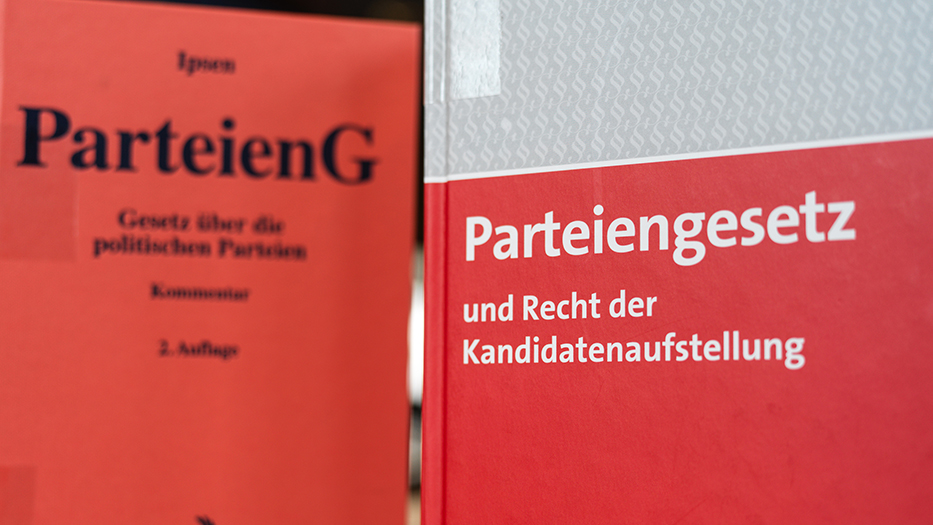 Ipsen
ParteienG
Gesetz über die
politischen Parteien
Kommentar
2. Auflage
Parteiengesetz
und Recht der
Kandidatenaufstellung